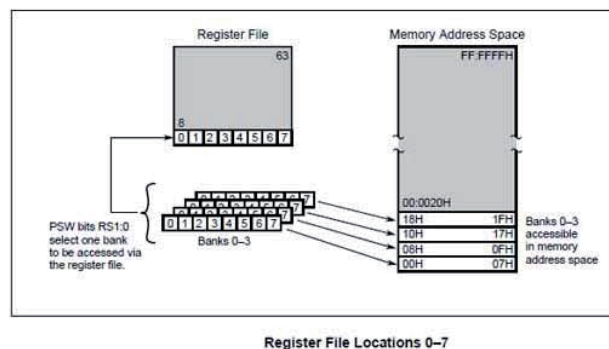 Register File
Memory Address Space
63
FF:FFFFH
8
0 1 2 3 4 5 6 7
00:0020H
0 1 2 3 4 5 6 7
PSW bits RS1:0
select one bank
to be accessed via
the register file.
Banks 0–3
18H 1FH
10H 17H
08H 0FH
00H 07H
Banks 0–3
accessible
in memory
address space
Register File Locations 0–7